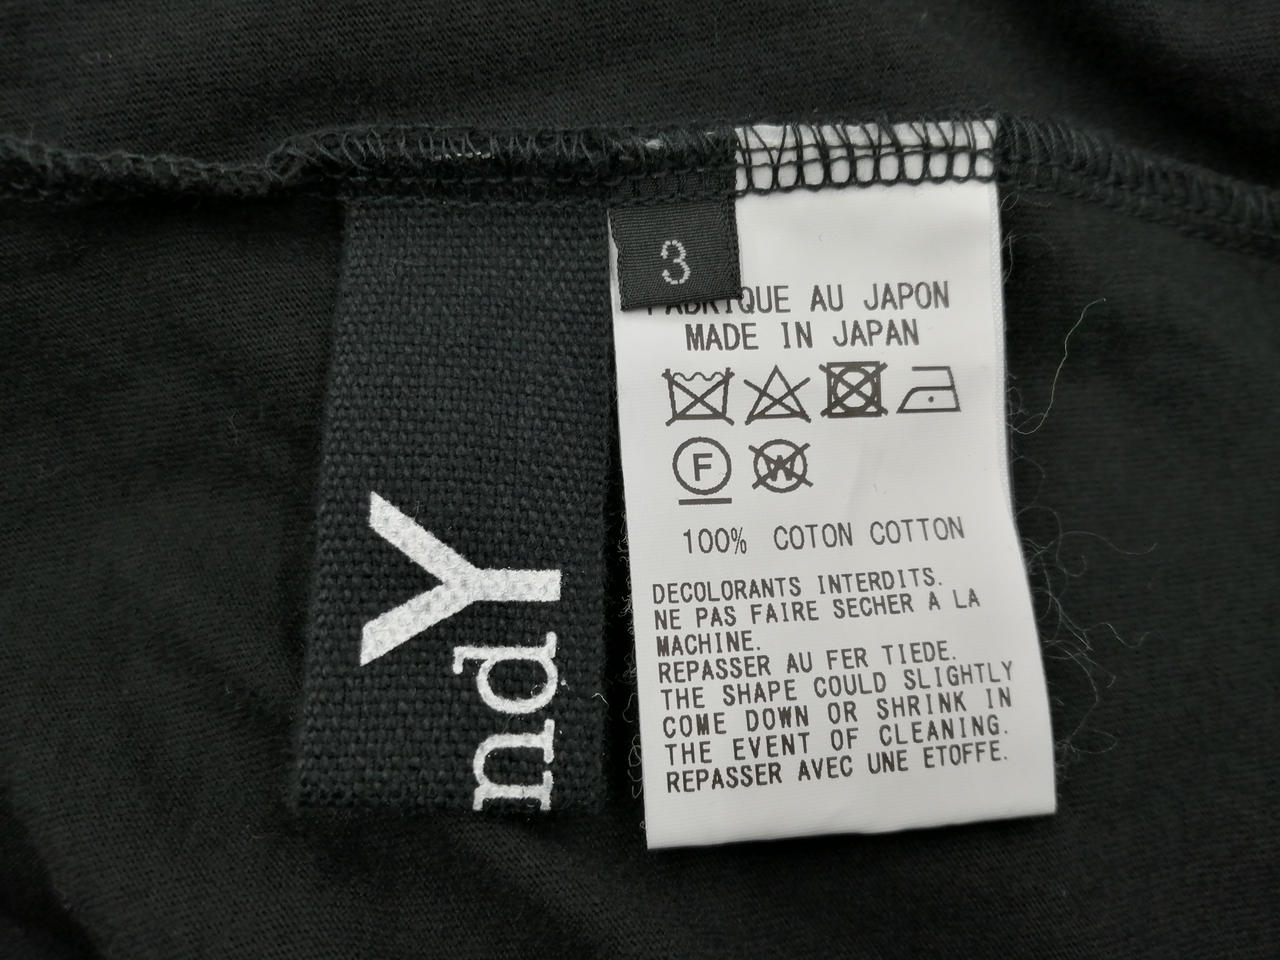 3
FABRIQUE AU JAPON
MADE IN JAPAN
F
W
100% COTON COTTON
DECOLORANTS INTERDITS.
NE PAS FAIRE SECHER A LA
MACHINE.
REPASSER AU FER TIEDE.
THE SHAPE COULD SLIGHTLY
COME DOWN OR SHRINK IN
THE EVENT OF CLEANING.
REPASSER AVEC UNE ETOFFE.
ndY